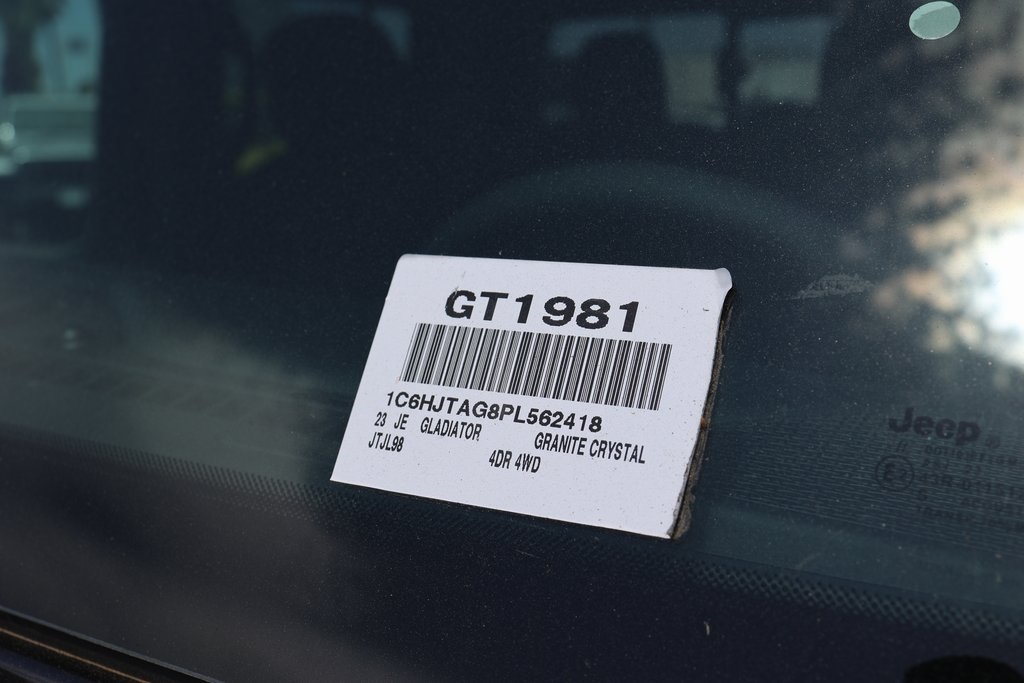 GT1981
1C6HJTAG8PL562418
23 JE GLADIATOR GRANITE CRYSTAL
JTJL98 4DR 4WD
Jeep